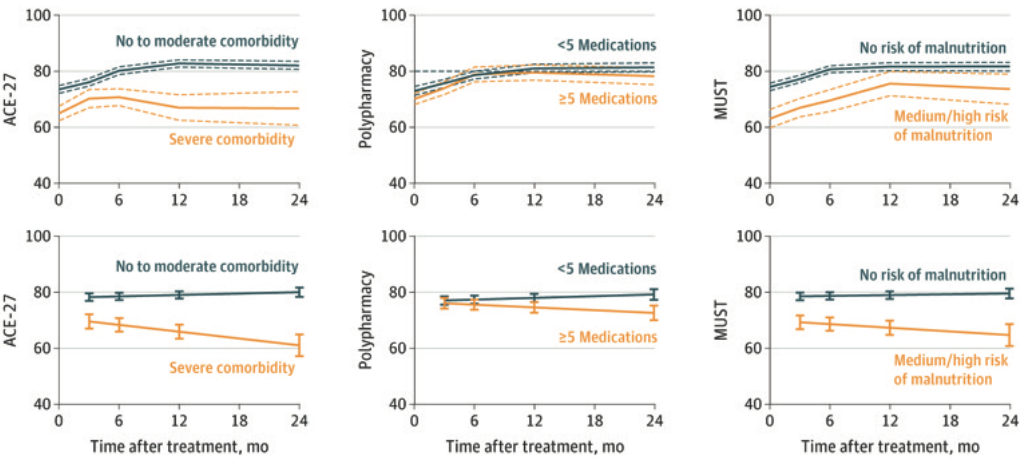 100
80
60
40
ACE-27
No to moderate comorbidity
Severe comorbidity
0 6 12 18 24
100
80
60
40
Polypharmacy
<5 Medications
≥5 Medications
0 6 12 18 24
100
80
60
40
MUST
No risk of malnutrition
Medium/high risk
of malnutrition
0 6 12 18 24
100
80
60
40
ACE-27
No to moderate comorbidity
Severe comorbidity
0 6 12 18 24
Time after treatment, mo
100
80
60
40
Polypharmacy
<5 Medications
≥5 Medications
0 6 12 18 24
Time after treatment, mo
100
80
60
40
MUST
No risk of malnutrition
Medium/high risk
of malnutrition
0 6 12 18 24
Time after treatment, mo